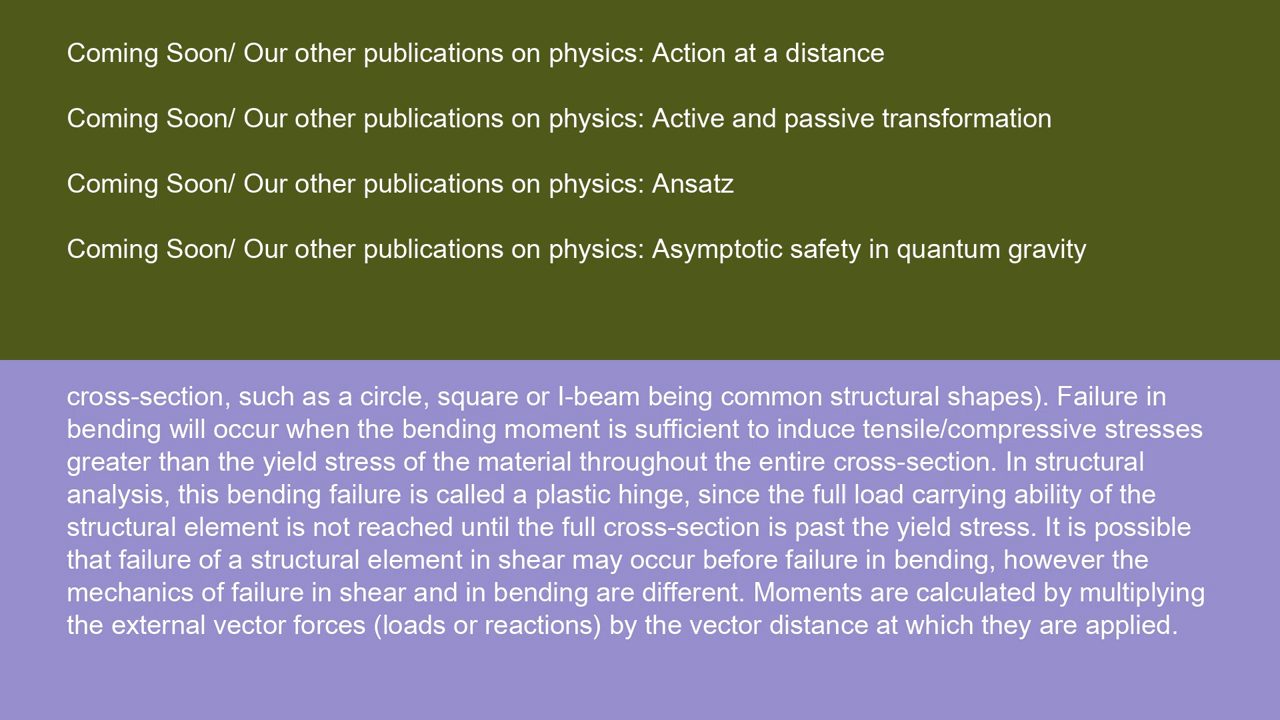 Coming Soon/ Our other publications on physics: Action at a distance
Coming Soon/ Our other publications on physics: Active and passive transformation
Coming Soon/ Our other publications on physics: Ansatz
Coming Soon/ Our other publications on physics: Asymptotic safety in quantum gravity
cross-section, such as a circle, square or I-beam being common structural shapes). Failure in
bending will occur when the bending moment is sufficient to induce tensile/compressive stresses
greater than the yield stress of the material throughout the entire cross-section. In structural
analysis, this bending failure is called a plastic hinge, since the full load carrying ability of the
structural element is not reached until the full cross-section is past the yield stress. It is possible
that failure of a structural element in shear may occur before failure in bending, however the
mechanics of failure in shear and in bending are different. Moments are calculated by multiplying
the external vector forces (loads or reactions) by the vector distance at which they are applied.